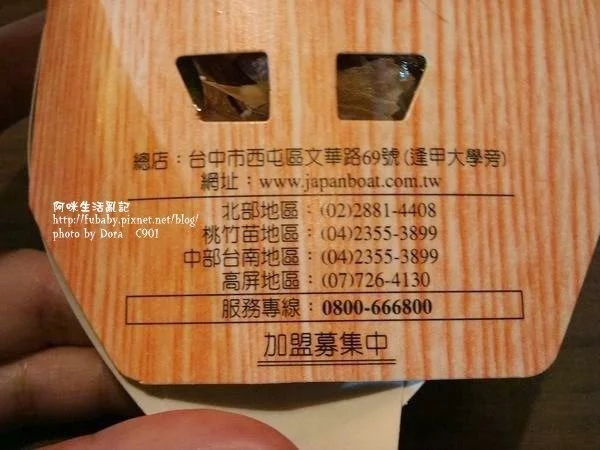 總店：台中市西屯區文華路69號(逢甲大學旁)
網址：www.japanboat.com.tw
北部地區：(02)2881-4408
桃竹苗地區：(04)2355-3899
中部台南地區：(04)2355-3899
高屏地區：(07)726-4130
服務專線：0800-666800
加盟募集中
阿咪生活亂記
http://fubaby.pixnet.net/blog/
photo by Dora C901